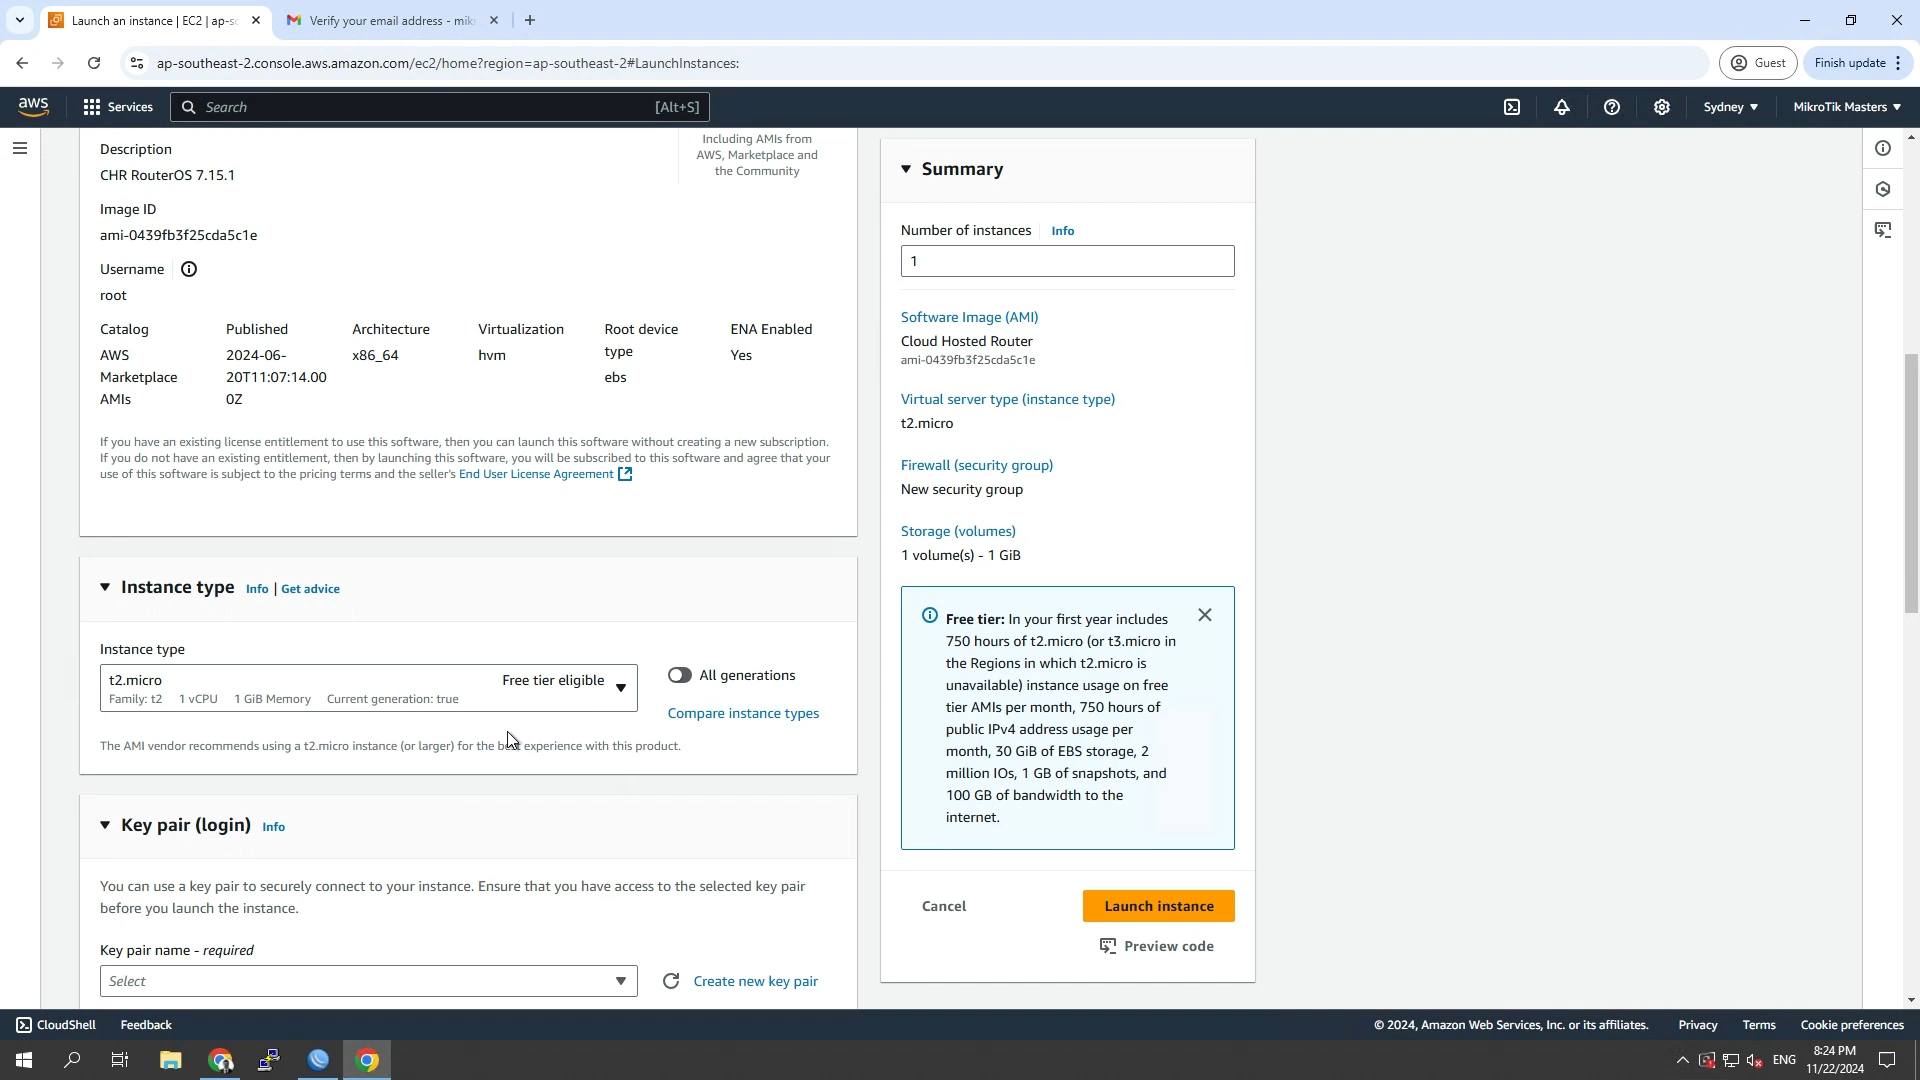 Launch an instance | EC2 | ap-sc
Verify your email address - mik
ap-southeast-2.console.aws.amazon.com/ec2/home?region=ap-southeast-2#LaunchInstances:
Guest
Finish update
aws
Services
Search
[Alt+S]
Sydney
MikroTik Masters
Description
CHR RouterOS 7.15.1
Including AMIs from
AWS, Marketplace and
the Community
Image ID
ami-0439fb3f25cda5c1e
Username
root
Catalog
AWS
Marketplace
AMIs
Published
2024-06-
20T11:07:14.00
0Z
Architecture
x86_64
Virtualization
hvm
Root device
type
ebs
ENA Enabled
Yes
If you have an existing license entitlement to use this software, then you can launch this software without creating a new subscription.
If you do not have an existing entitlement, then by launching this software, you will be subscribed to this software and agree that your
use of this software is subject to the pricing terms and the seller's End User License Agreement
Instance type Info | Get advice
Instance type
t2.micro
Free tier eligible
Family: t2 1 vCPU 1 GiB Memory Current generation: true
All generations
Compare instance types
The AMI vendor recommends using a t2.micro instance (or larger) for the best experience with this product.
Key pair (login) Info
You can use a key pair to securely connect to your instance. Ensure that you have access to the selected key pair
before you launch the instance.
Key pair name - required
Select
Create new key pair
Summary
Number of instances Info
1
Software Image (AMI)
Cloud Hosted Router
ami-0439fb3f25cda5c1e
Virtual server type (instance type)
t2.micro
Firewall (security group)
New security group
Storage (volumes)
1 volume(s) - 1 GiB
Free tier: In your first year includes
750 hours of t2.micro (or t3.micro in
the Regions in which t2.micro is
unavailable) instance usage on free
tier AMIs per month, 750 hours of
public IPv4 address usage per
month, 30 GiB of EBS storage, 2
million IOs, 1 GB of snapshots, and
100 GB of bandwidth to the
internet.
Cancel
Launch instance
Preview code
CloudShell
Feedback
© 2024, Amazon Web Services, Inc. or its affiliates.
Privacy
Terms
Cookie preferences
ENG
8:24 PM
11/22/2024